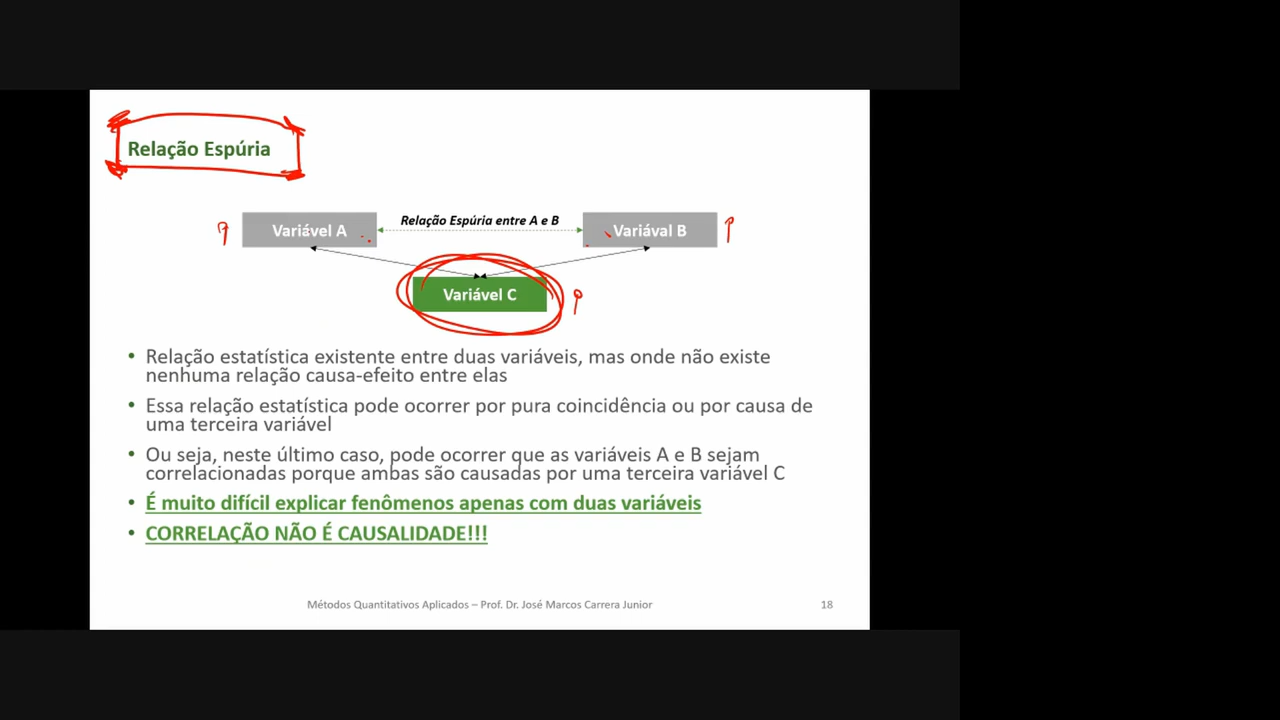 Relação Espúria
Variável A
Relação Espúria entre A e B
Variával B
Variável C
• Relação estatística existente entre duas variáveis, mas onde não existe
nenhuma relação causa-efeito entre elas
• Essa relação estatística pode ocorrer por pura coincidência ou por causa de
uma terceira variável
• Ou seja, neste último caso, pode ocorrer que as variáveis A e B sejam
correlacionadas porque ambas são causadas por uma terceira variável C
• É muito difícil explicar fenômenos apenas com duas variáveis
• CORRELAÇÃO NÃO É CAUSALIDADE!!!
Métodos Quantitativos Aplicados – Prof. Dr. José Marcos Carrera Junior
18